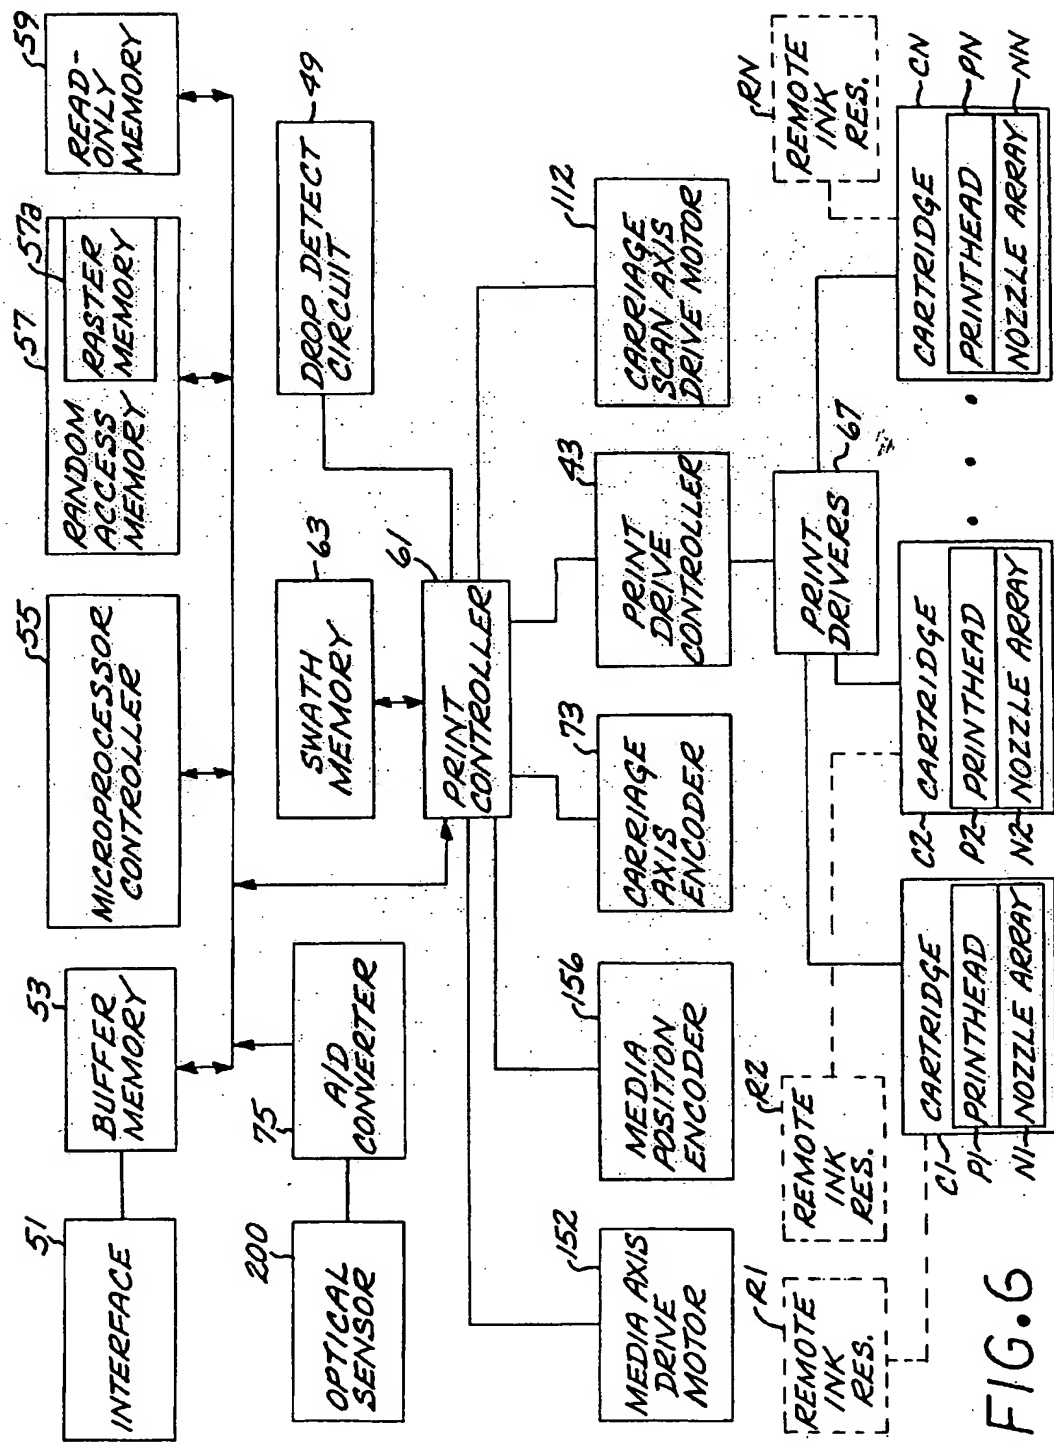 51
INTERFACE
53
BUFFER
MEMORY
55
MICROPROCESSOR
CONTROLLER
57
RANDOM
ACCESS
MEMORY
57a
RASTER
MEMORY
59
READ-
ONLY
MEMORY
200
OPTICAL
SENSOR
75
A/D
CONVERTER
63
SWATH
MEMORY
49
DROP DETECT
CIRCUIT
61
PRINT
CONTROLLER
152
MEDIA AXIS
DRIVE
MOTOR
156
MEDIA
POSITION
ENCODER
73
CARRIAGE
AXIS
ENCODER
43
PRINT
DRIVE
CONTROLLER
112
CARRIAGE
SCAN AXIS
DRIVE MOTOR
R1
REMOTE
INK
RES.
R2
REMOTE
INK
RES.
67
PRINT
DRIVERS
RN
REMOTE
INK
RES.
C1
CARTRIDGE
P1
PRINTHEAD
N1
NOZZLE ARRAY
C2
CARTRIDGE
P2
PRINTHEAD
N2
NOZZLE ARRAY
CARTRIDGE
CN
PRINTHEAD
PN
NOZZLE ARRAY
NN
FIG.6